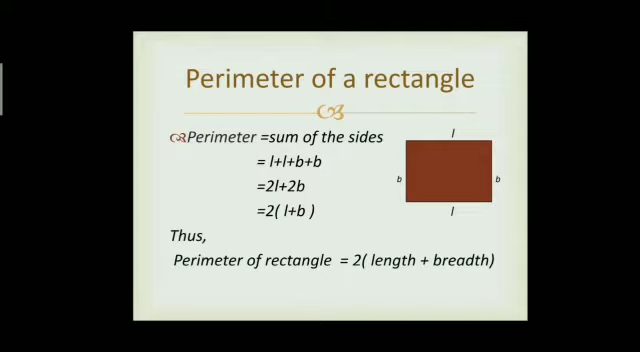 Perimeter of a rectangle
Perimeter =sum of the sides
= l+l+b+b
=2l+2b
=2( l+b )
Thus,
Perimeter of rectangle = 2( length + breadth)
l
b
b
l